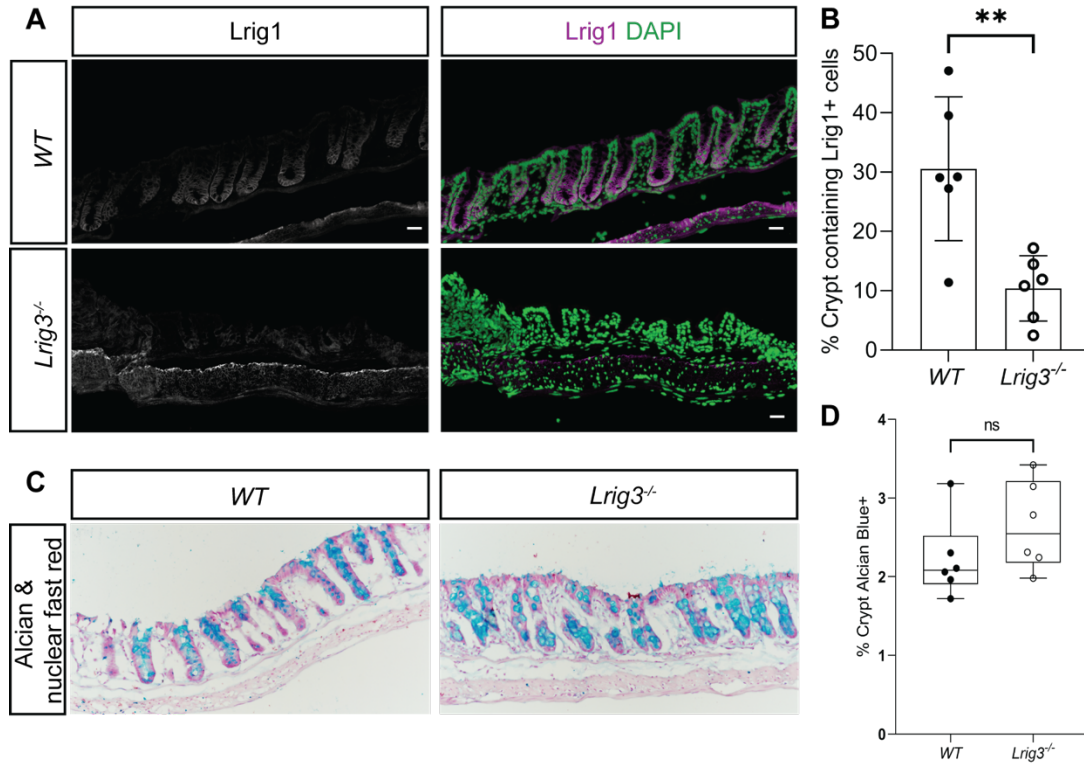 A
Lrig1
Lrig1 DAPI
WT
Lrig3-/-
B
**
% Crypt containing Lrig1+ cells
50
40
30
20
10
0
WT
Lrig3-/-
C
WT
Lrig3-/-
Alcian &
nuclear fast red
D
ns
% Crypt Alcian Blue+
4
3
2
1
0
WT
Lrig3-/-